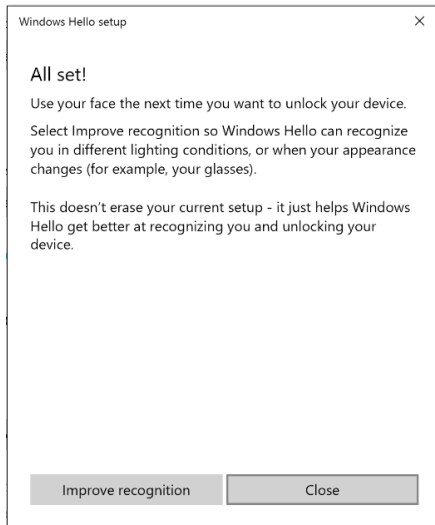 Windows Hello setup
All set!
Use your face the next time you want to unlock your device.
Select Improve recognition so Windows Hello can recognize
you in different lighting conditions, or when your appearance
changes (for example, your glasses).
This doesn't erase your current setup - it just helps Windows
Hello get better at recognizing you and unlocking your
device.
Improve recognition
Close